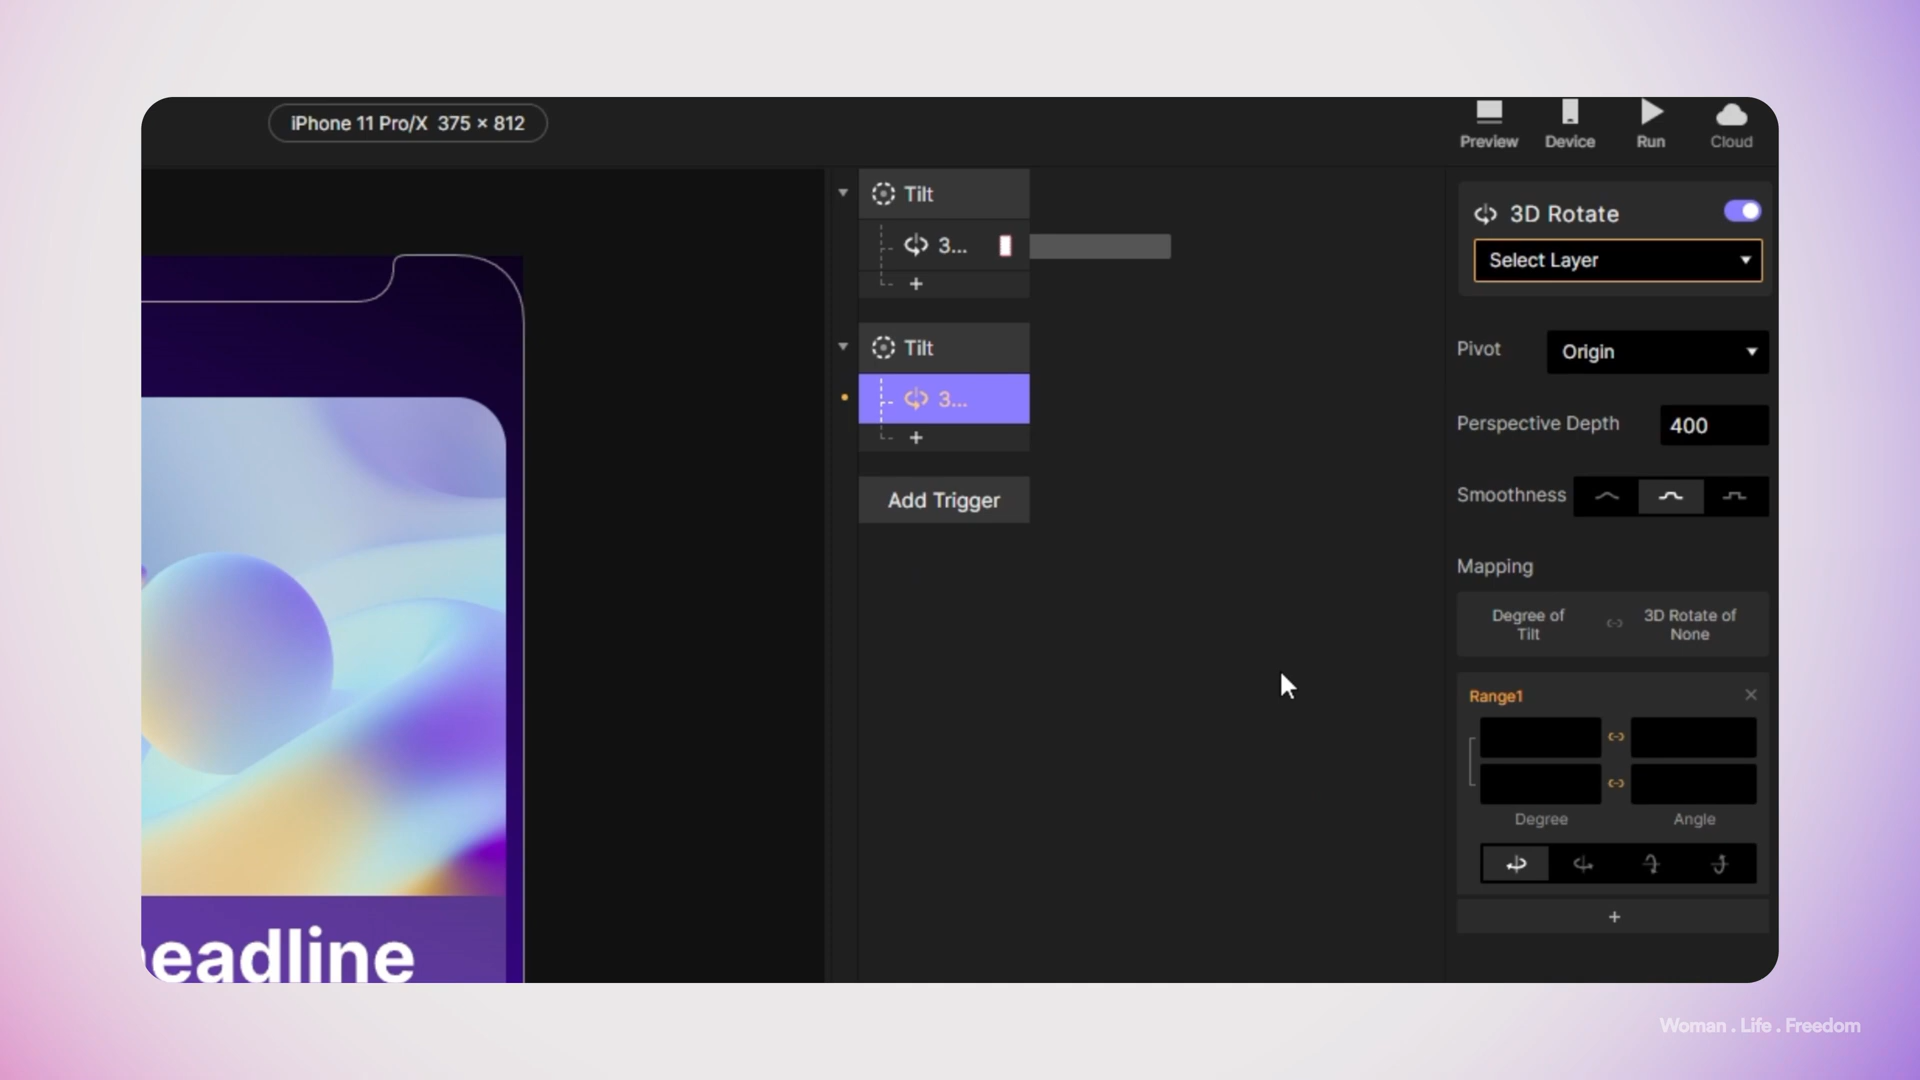 iPhone 11 Pro/X 375 × 812
Preview
Device
Run
Cloud
Tilt
3...
+
Tilt
3...
+
Add Trigger
3D Rotate
Select Layer
Pivot
Origin
Perspective Depth
400
Smoothness
Mapping
Degree of
Tilt
3D Rotate of
None
Range1
Degree
Angle
+
eadline
Woman . Life . Freedom